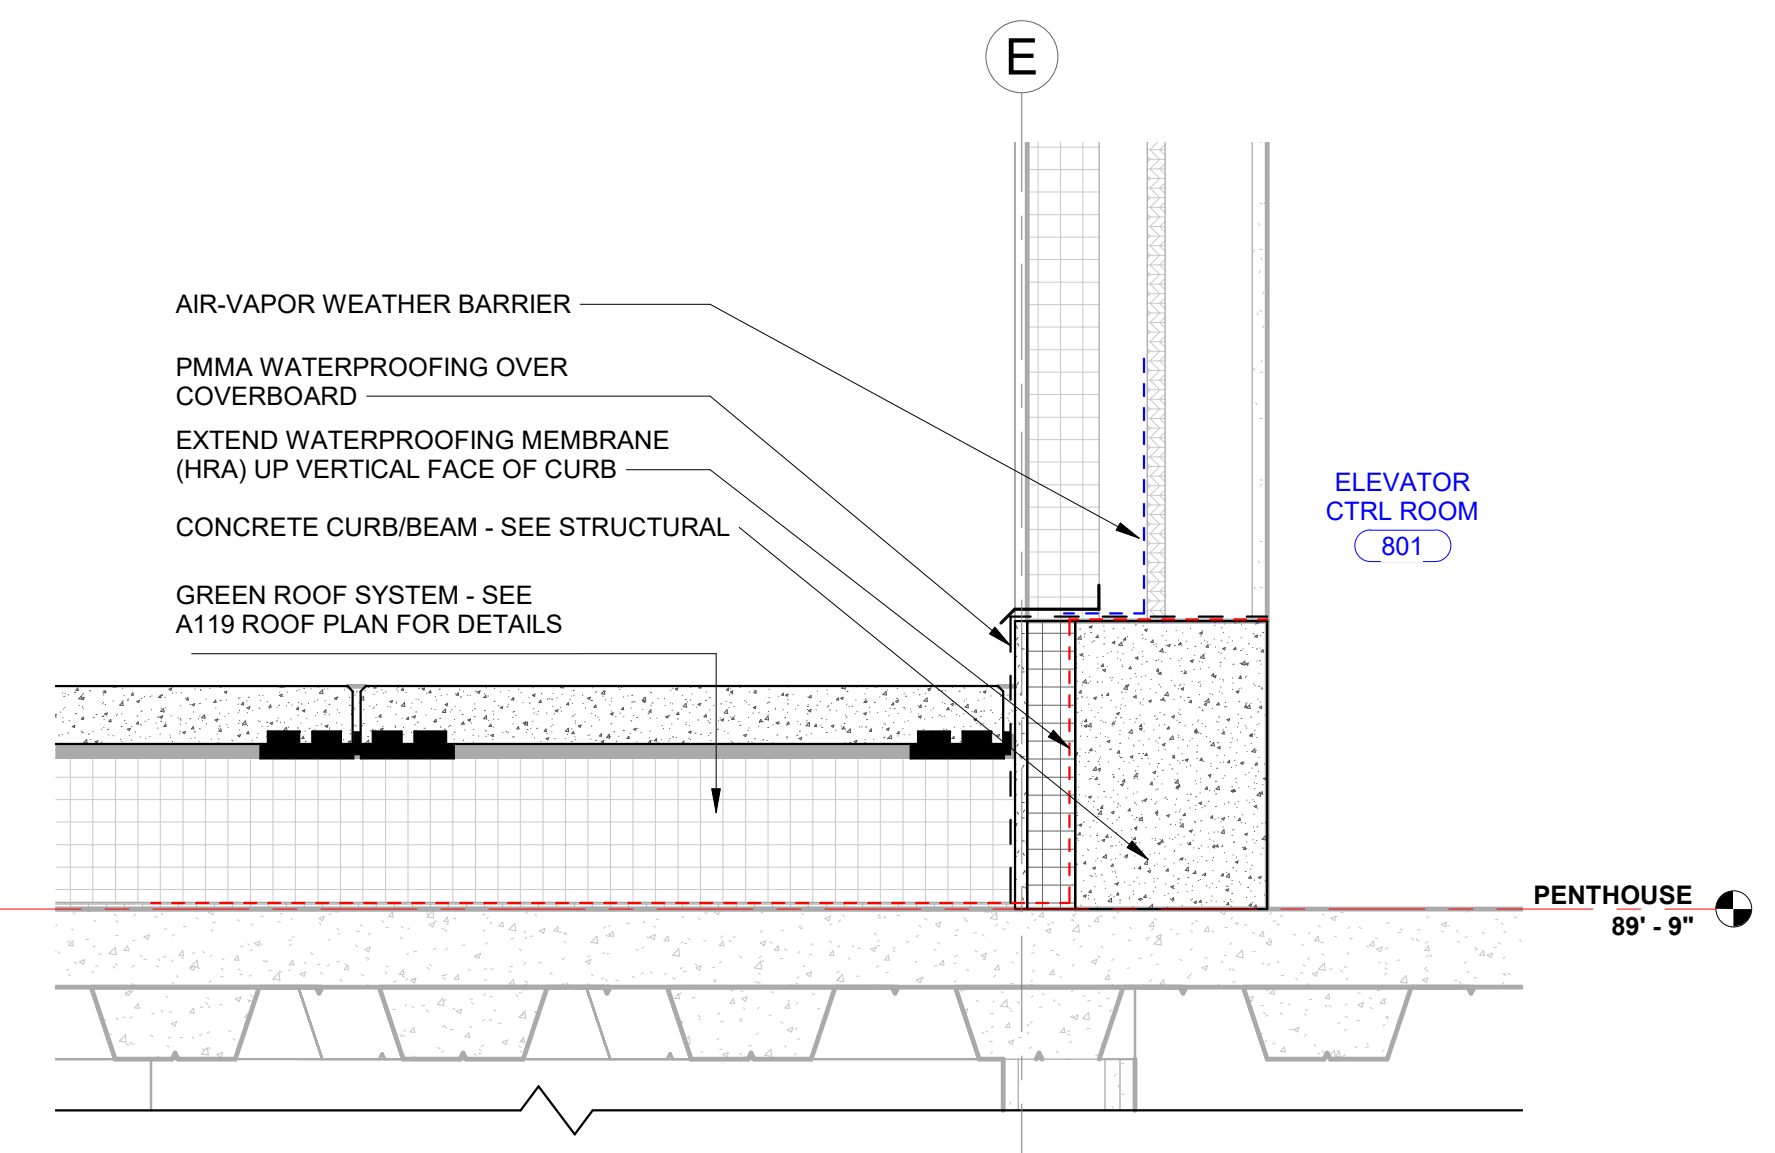 E
AIR-VAPOR WEATHER BARRIER
PMMA WATERPROOFING OVER
COVERBOARD
EXTEND WATERPROOFING MEMBRANE
(HRA) UP VERTICAL FACE OF CURB
CONCRETE CURB/BEAM - SEE STRUCTURAL
GREEN ROOF SYSTEM - SEE
A119 ROOF PLAN FOR DETAILS
ELEVATOR
CTRL ROOM
801
PENTHOUSE
89' - 9"